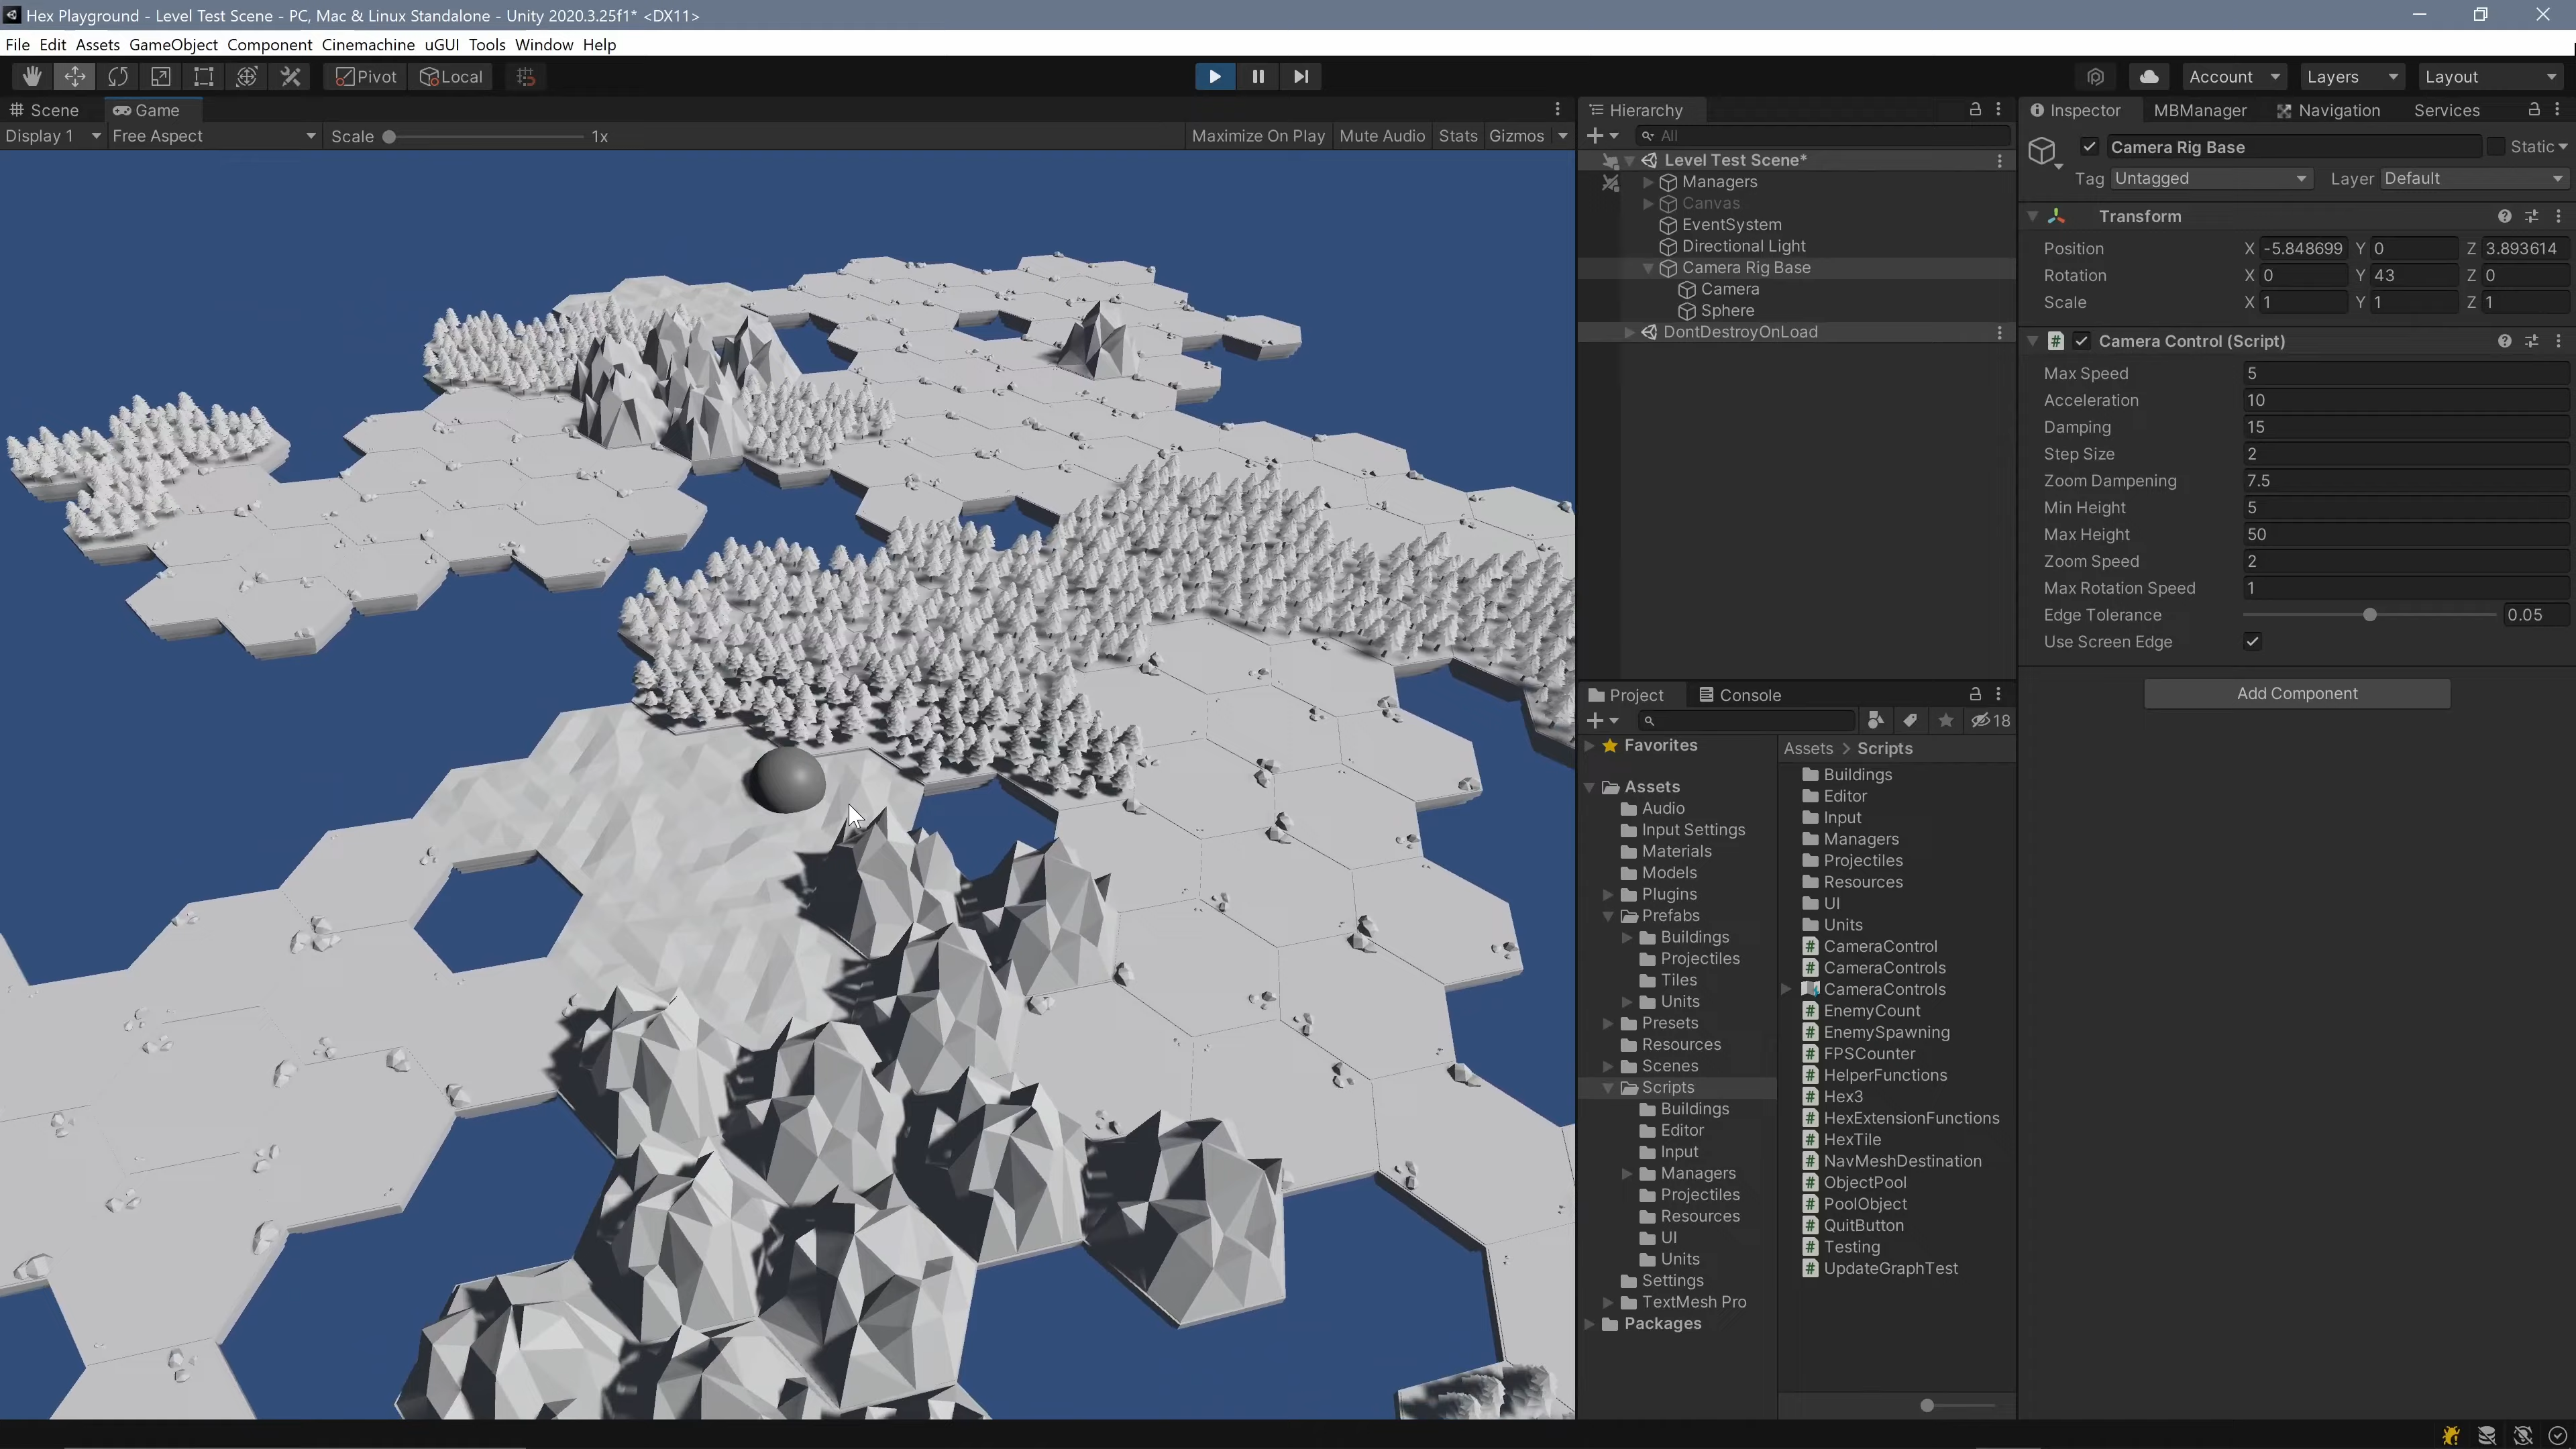 Hex Playground - Level Test Scene - PC, Mac & Linux Standalone - Unity 2020.3.25f1* <DX11>
File Edit Assets GameObject Component Cinemachine uGUI Tools Window Help
Pivot Local Account Layers Layout
Scene Game
Display 1 Free Aspect Scale 1x Maximize On Play Mute Audio Stats Gizmos
Hierarchy
All
Level Test Scene*
Managers
Canvas
EventSystem
Directional Light
Camera Rig Base
Camera
Sphere
DontDestroyOnLoad
Project Console
18
Favorites
Assets
Audio
Input Settings
Materials
Models
Plugins
Prefabs
Buildings
Projectiles
Tiles
Units
Presets
Resources
Scenes
Scripts
Buildings
Editor
Input
Managers
Projectiles
Resources
UI
Units
Settings
TextMesh Pro
Packages
Assets > Scripts
Buildings
Editor
Input
Managers
Projectiles
Resources
UI
Units
CameraControl
CameraControls
CameraControls
EnemyCount
EnemySpawning
FPSCounter
HelperFunctions
Hex3
HexExtensionFunctions
HexTile
NavMeshDestination
ObjectPool
PoolObject
QuitButton
Testing
UpdateGraphTest
Inspector MBManager Navigation Services
Camera Rig Base Static
Tag Untagged Layer Default
Transform
Position X -5.848699 Y 0 Z 3.893614
Rotation X 0 Y 43 Z 0
Scale X 1 Y 1 Z 1
Camera Control (Script)
Max Speed 5
Acceleration 10
Damping 15
Step Size 2
Zoom Dampening 7.5
Min Height 5
Max Height 50
Zoom Speed 2
Max Rotation Speed 1
Edge Tolerance 0.05
Use Screen Edge
Add Component